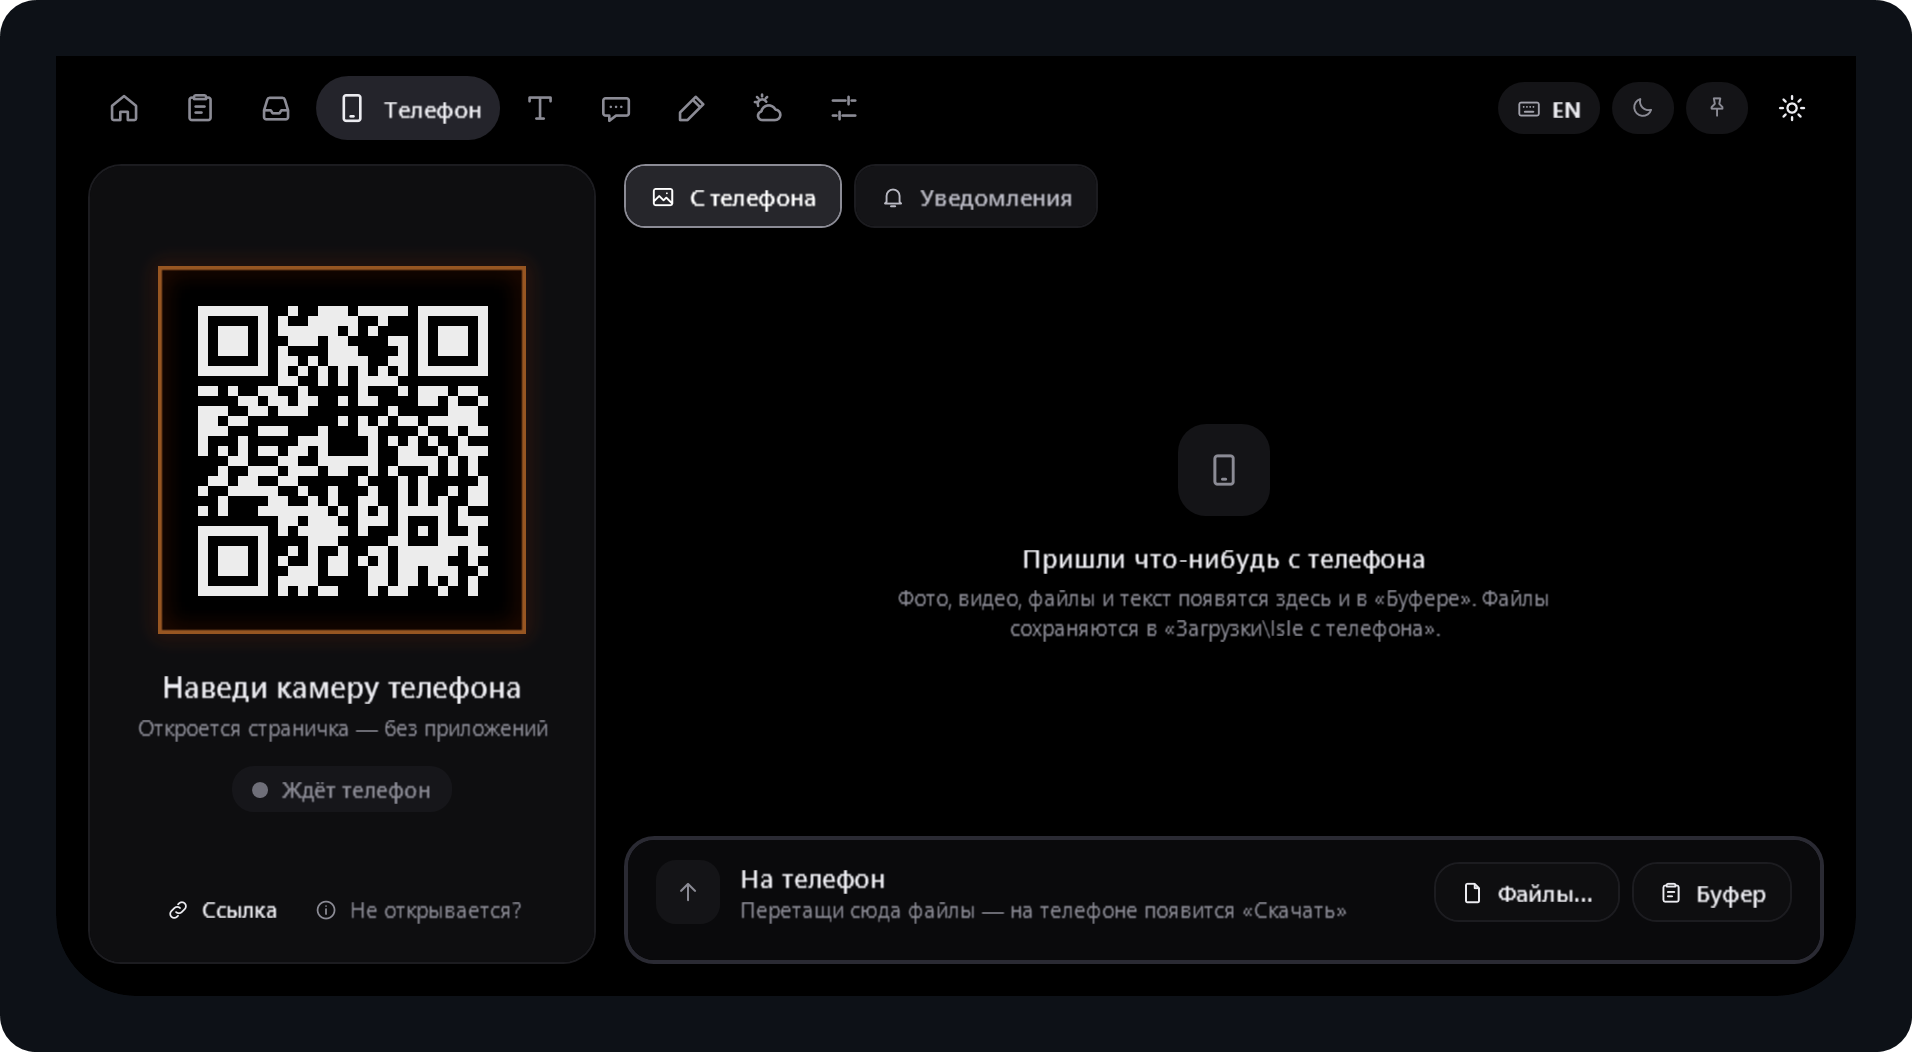 Телефон
EN
С телефона
Уведомления
Пришли что-нибудь с телефона
Фото, видео, файлы и текст появятся здесь и в «Буфере». Файлы
сохраняются в «Загрузки\Isle с телефона».
Наведи камеру телефона
Откроется страничка — без приложений
Ждёт телефон
Ссылка
Не открывается?
На телефон
Перетащи сюда файлы — на телефоне появится «Скачать»
Файлы...
Буфер